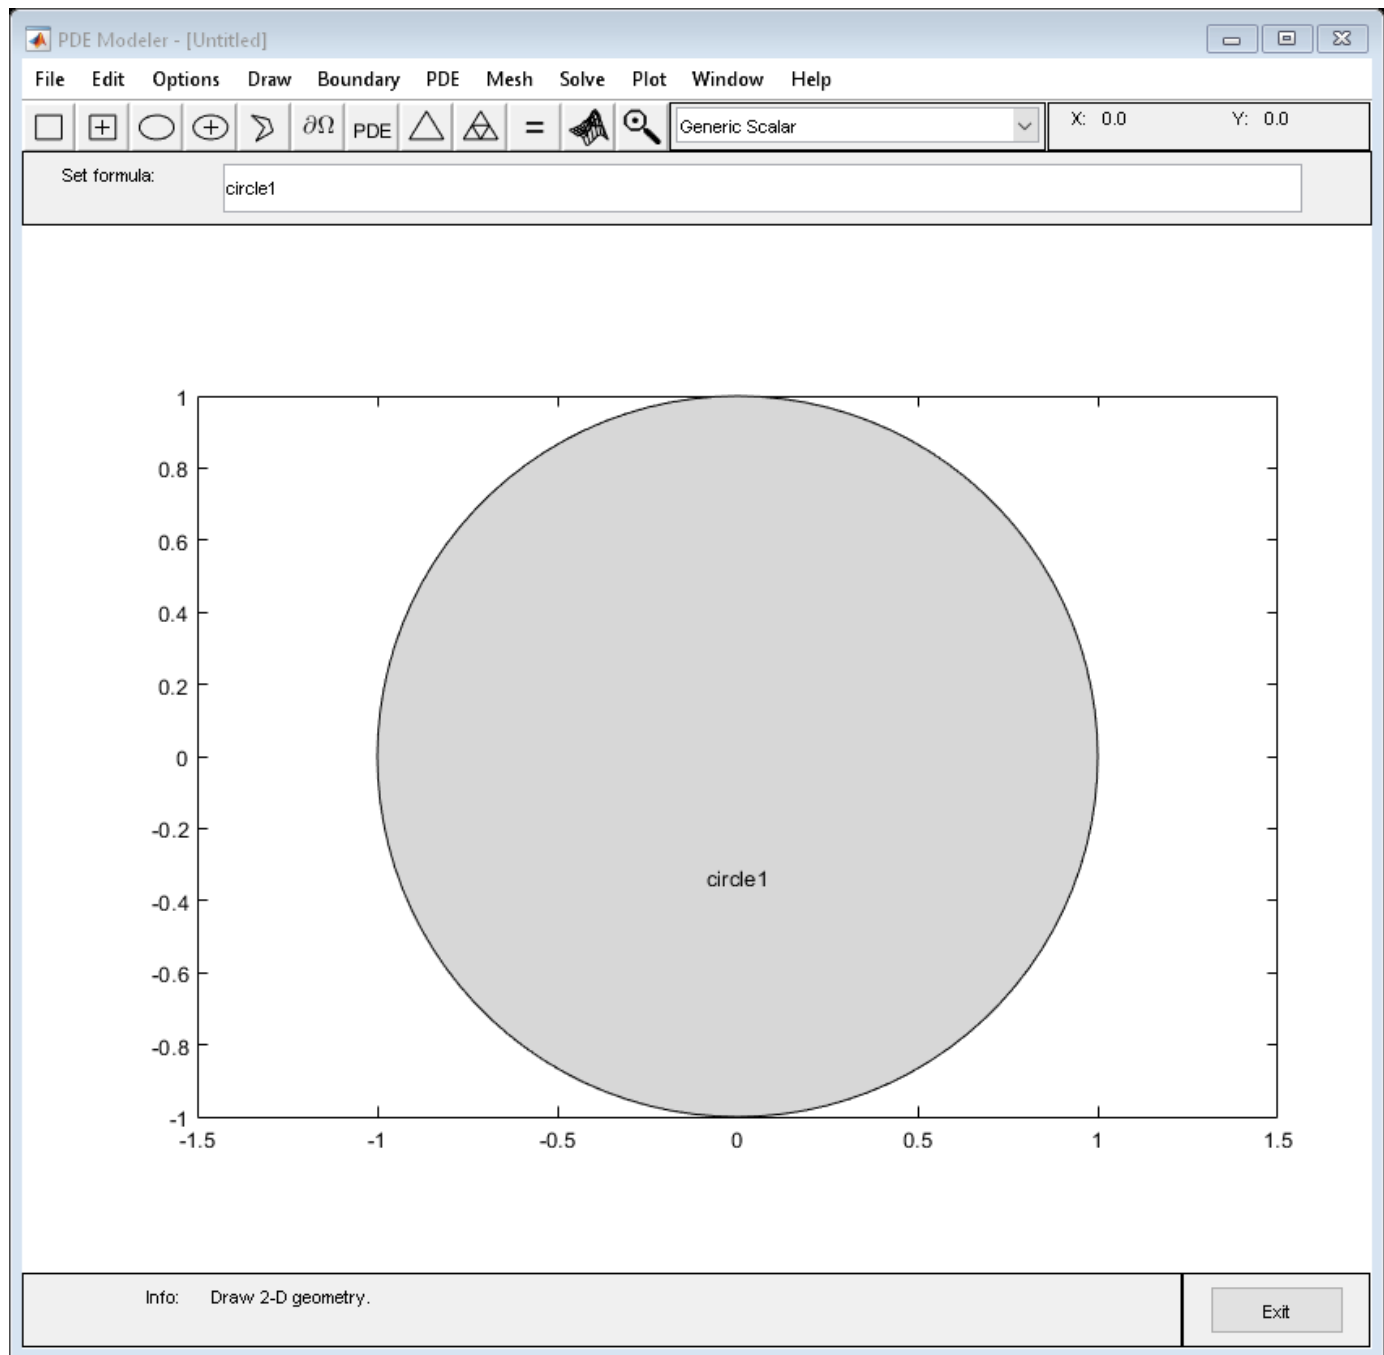 PDE Modeler - [Untitled]
File Edit Options Draw Boundary PDE Mesh Solve Plot Window Help
∂Ω PDE = Generic Scalar X: 0.0 Y: 0.0
Set formula: circle1
1
0.8
0.6
0.4
0.2
0
-0.2
circle1
-0.4
-0.6
-0.8
-1
-1.5 -1 -0.5 0 0.5 1 1.5
Info: Draw 2-D geometry. Exit